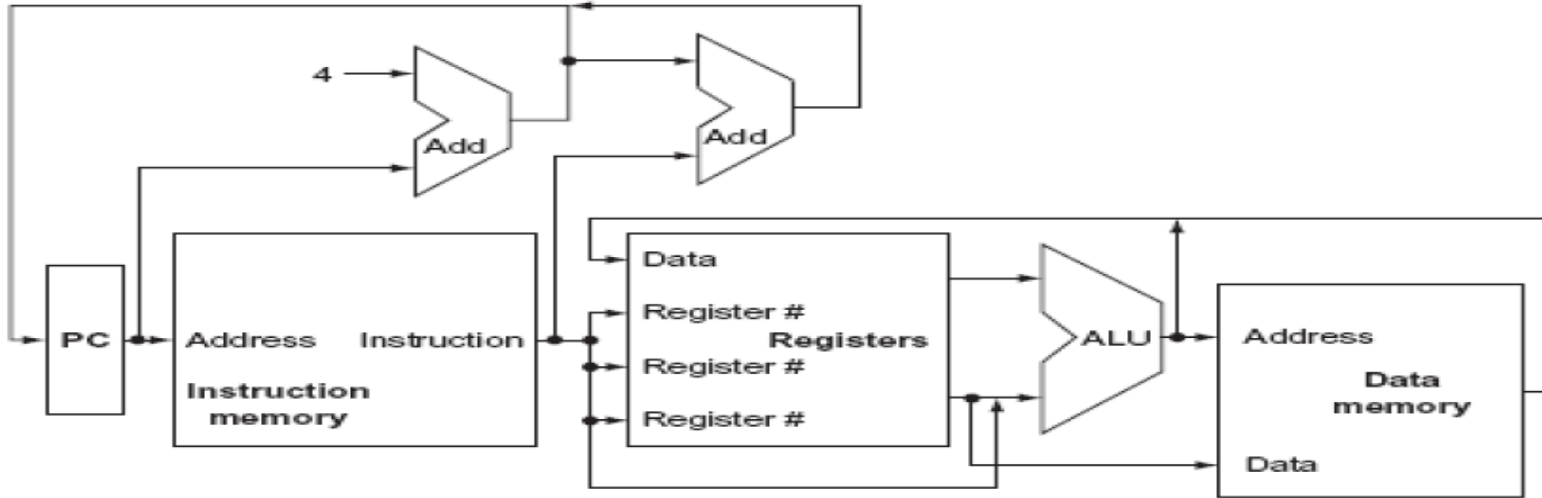 4
Add
Add
Data
Register #
PC
Address
Instruction
Registers
ALU
Address
Instruction
memory
Register #
Data
memory
Register #
Data